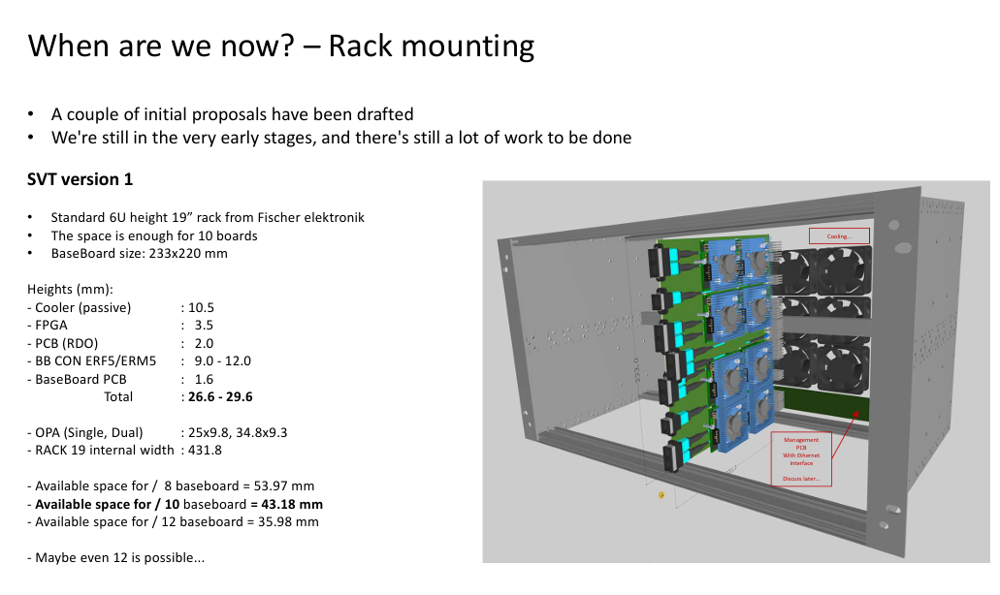 When are we now? – Rack mounting
• A couple of initial proposals have been drafted
• We're still in the very early stages, and there's still a lot of work to be done
SVT version 1
• Standard 6U height 19” rack from Fischer elektronik
• The space is enough for 10 boards
• BaseBoard size: 233x220 mm
Heights (mm):
- Cooler (passive) : 10.5
- FPGA : 3.5
- PCB (RDO) : 2.0
- BB CON ERF5/ERM5 : 9.0 - 12.0
- BaseBoard PCB : 1.6
Total : 26.6 - 29.6
- OPA (Single, Dual) : 25x9.8, 34.8x9.3
- RACK 19 internal width : 431.8
- Available space for / 8 baseboard = 53.97 mm
- Available space for / 10 baseboard = 43.18 mm
- Available space for / 12 baseboard = 35.98 mm
- Maybe even 12 is possible...
Cooling...
233.0
Management
PCB
With Ethernet
interface
Discuss later...